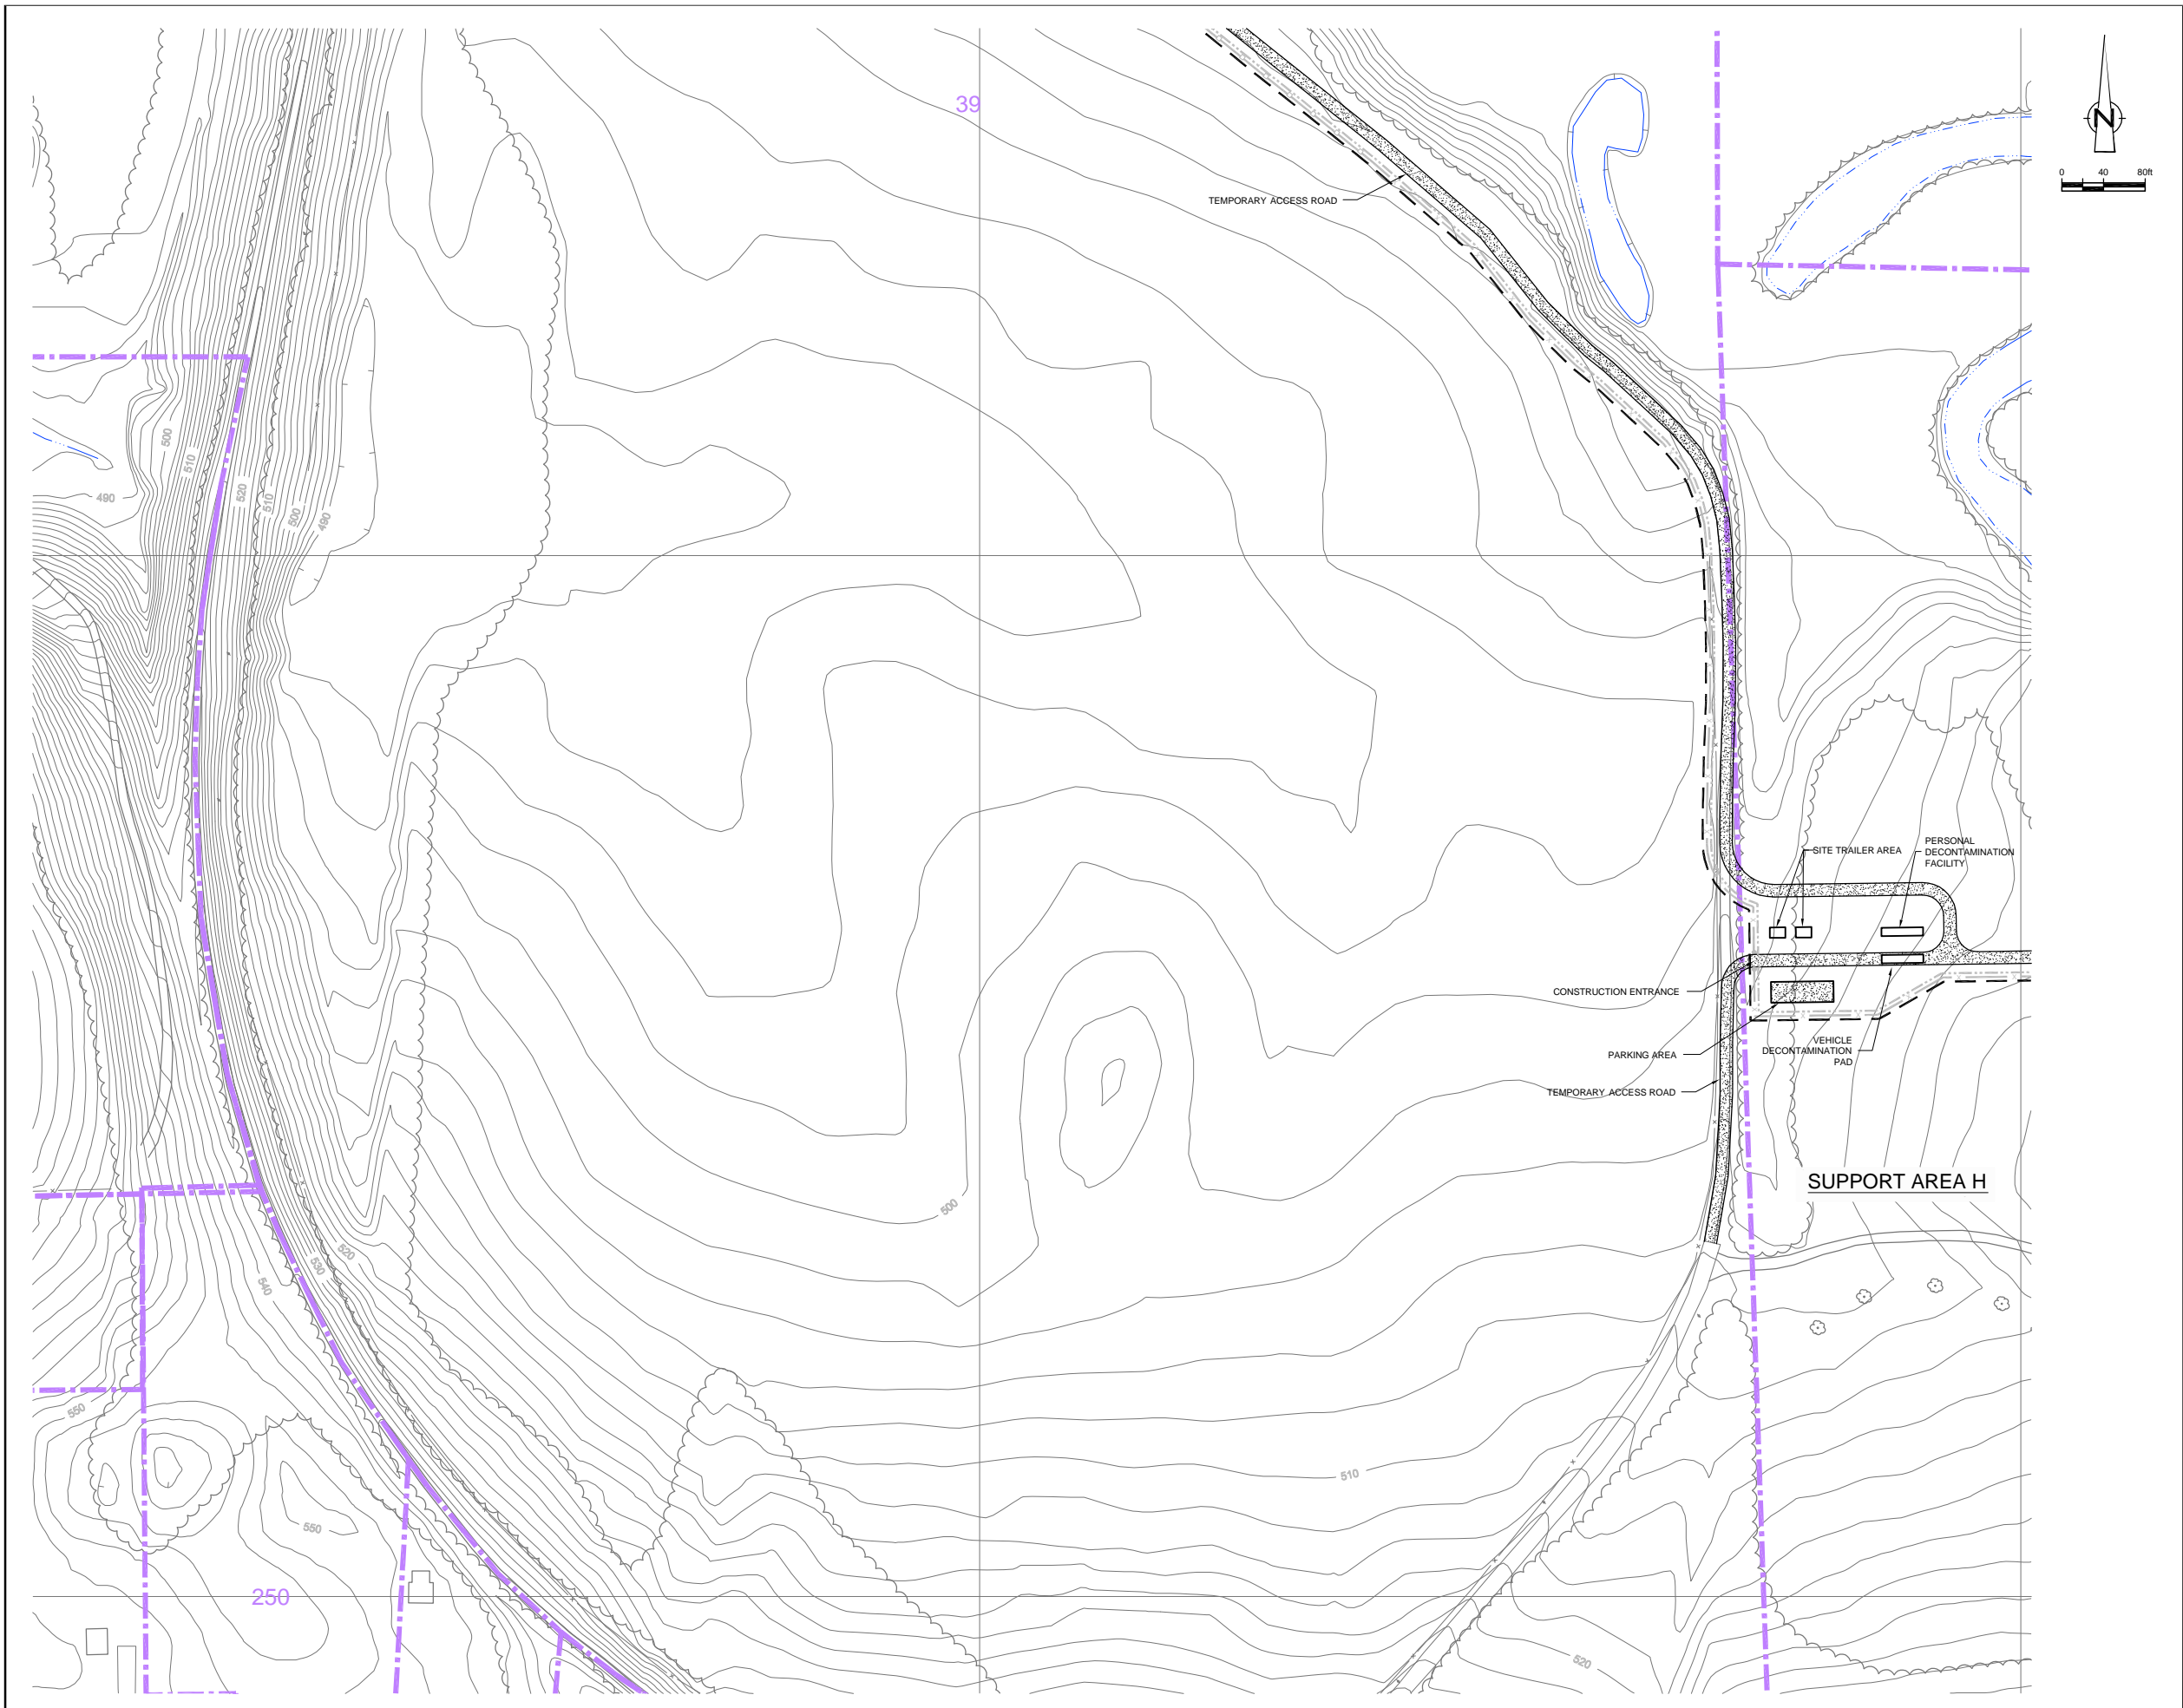 39
N
0 40 80ft
TEMPORARY ACCESS ROAD
500
510
520
510
500
490
490
SITE TRAILER AREA
PERSONAL
DECONTAMINATION
FACILITY
CONSTRUCTION ENTRANCE
PARKING AREA
VEHICLE
DECONTAMINATION
PAD
TEMPORARY ACCESS ROAD
SUPPORT AREA H
500
520
530
540
550
510
550
250
520